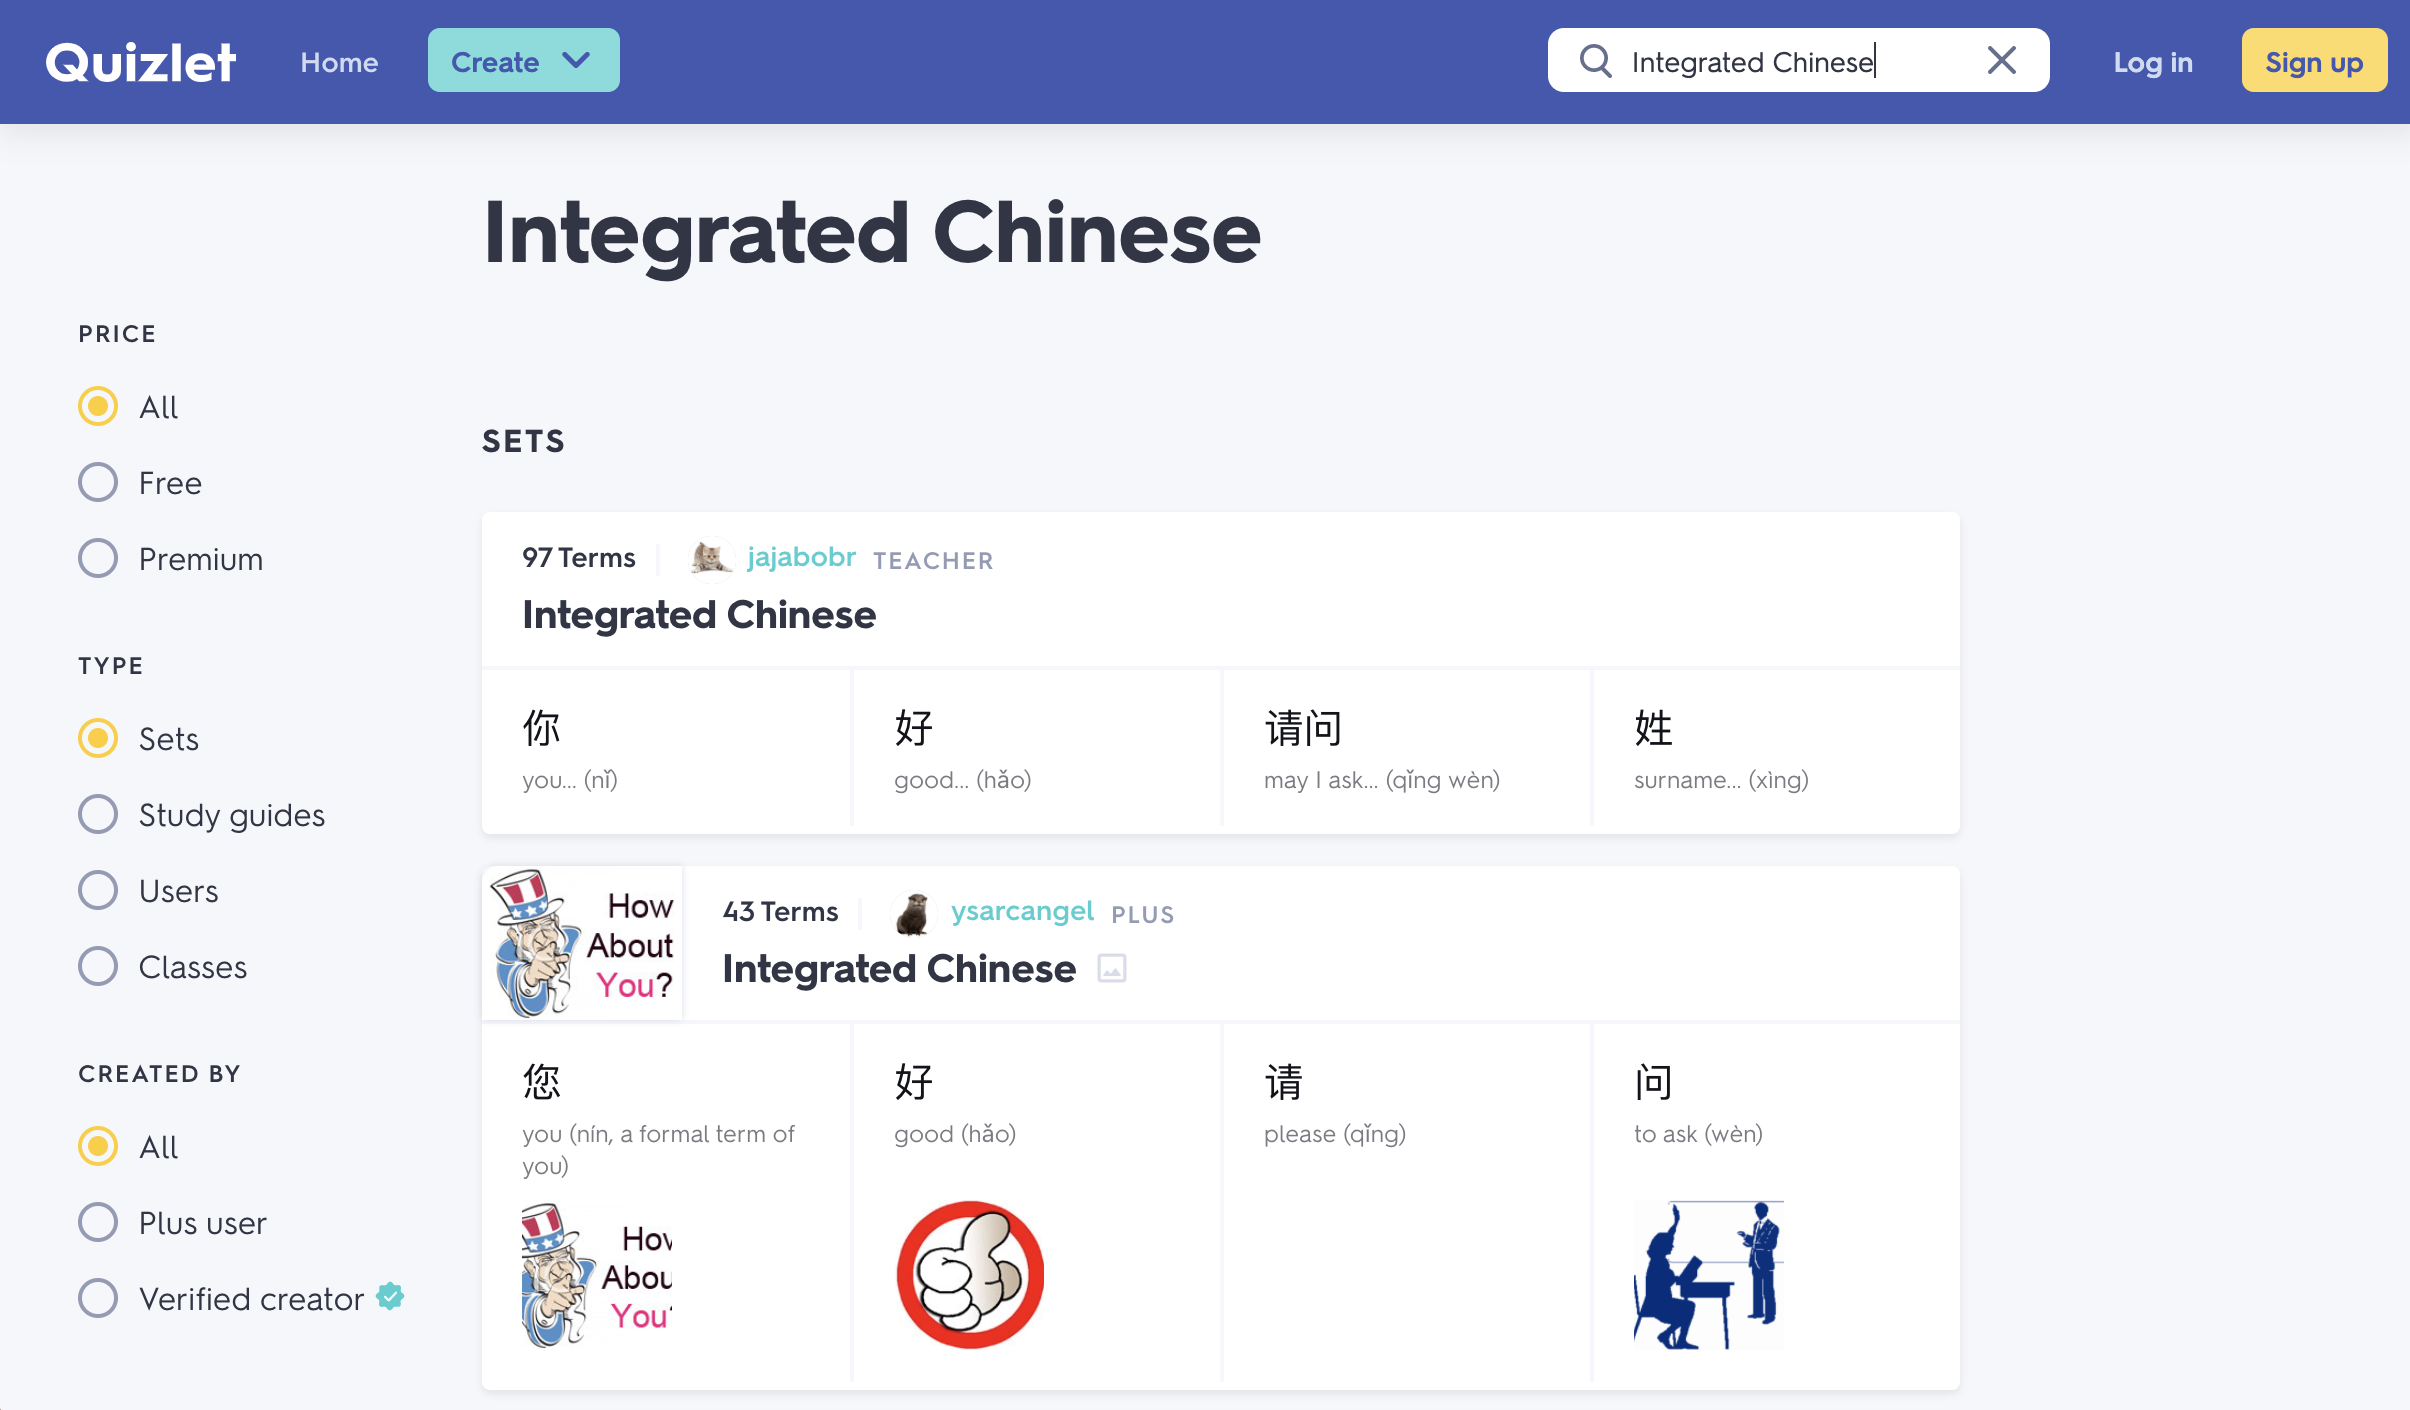 Quizlet Home Create Integrated Chinese Log in Sign up
Integrated Chinese
PRICE
All
Free
Premium
TYPE
Sets
Study guides
Users
Classes
CREATED BY
All
Plus user
Verified creator
SETS
97 Terms jajabobr TEACHER
Integrated Chinese
你
you... (nǐ)
好
good... (hǎo)
请问
may I ask... (qǐng wèn)
姓
surname... (xìng)
How
About
You?
43 Terms ysarcangel PLUS
Integrated Chinese
您
you (nín, a formal term of
you)
How
Abou
You?
好
good (hǎo)
请
please (qǐng)
问
to ask (wèn)